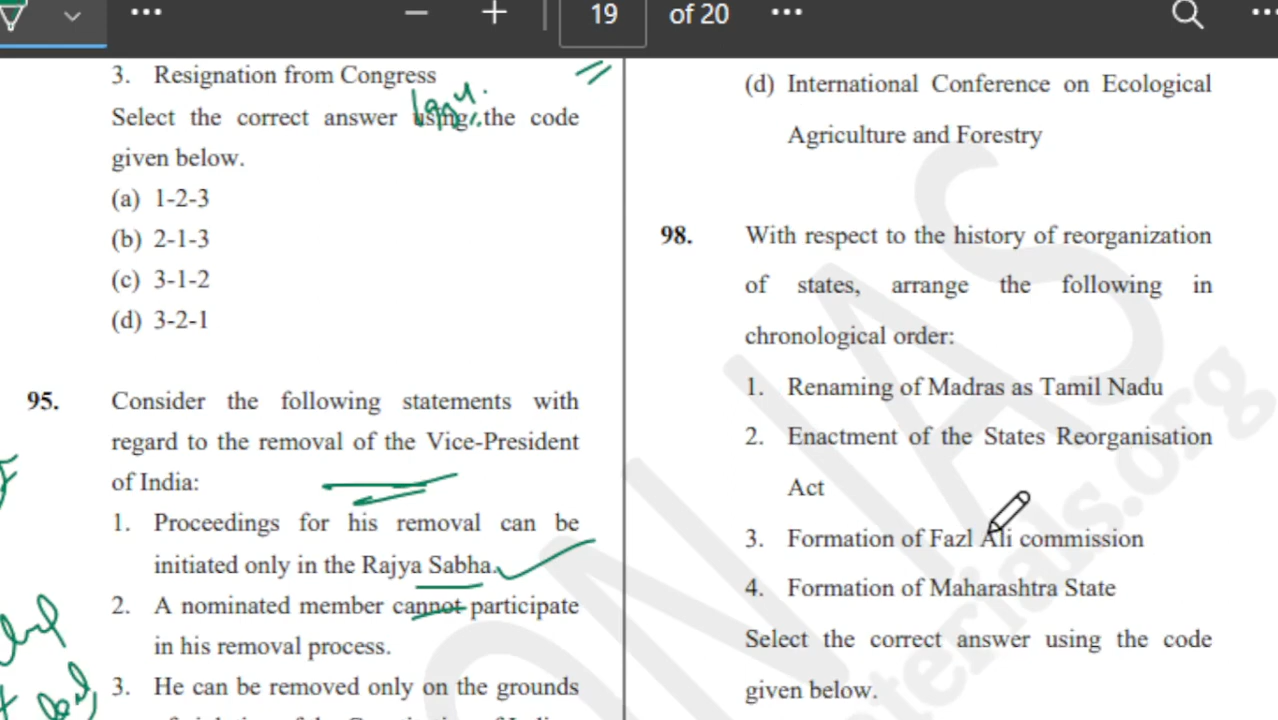 19
of 20
3. Resignation from Congress
Select the correct answer using the code
given below.
(a) 1-2-3
(b) 2-1-3
(c) 3-1-2
(d) 3-2-1
95. Consider the following statements with
regard to the removal of the Vice-President
of India:
1. Proceedings for his removal can be
initiated only in the Rajya Sabha.
2. A nominated member cannot participate
in his removal process.
3. He can be removed only on the grounds
(d) International Conference on Ecological
Agriculture and Forestry
98. With respect to the history of reorganization
of states, arrange the following in
chronological order:
1. Renaming of Madras as Tamil Nadu
2. Enactment of the States Reorganisation
Act
3. Formation of Fazl Ali commission
4. Formation of Maharashtra State
Select the correct answer using the code
given below.